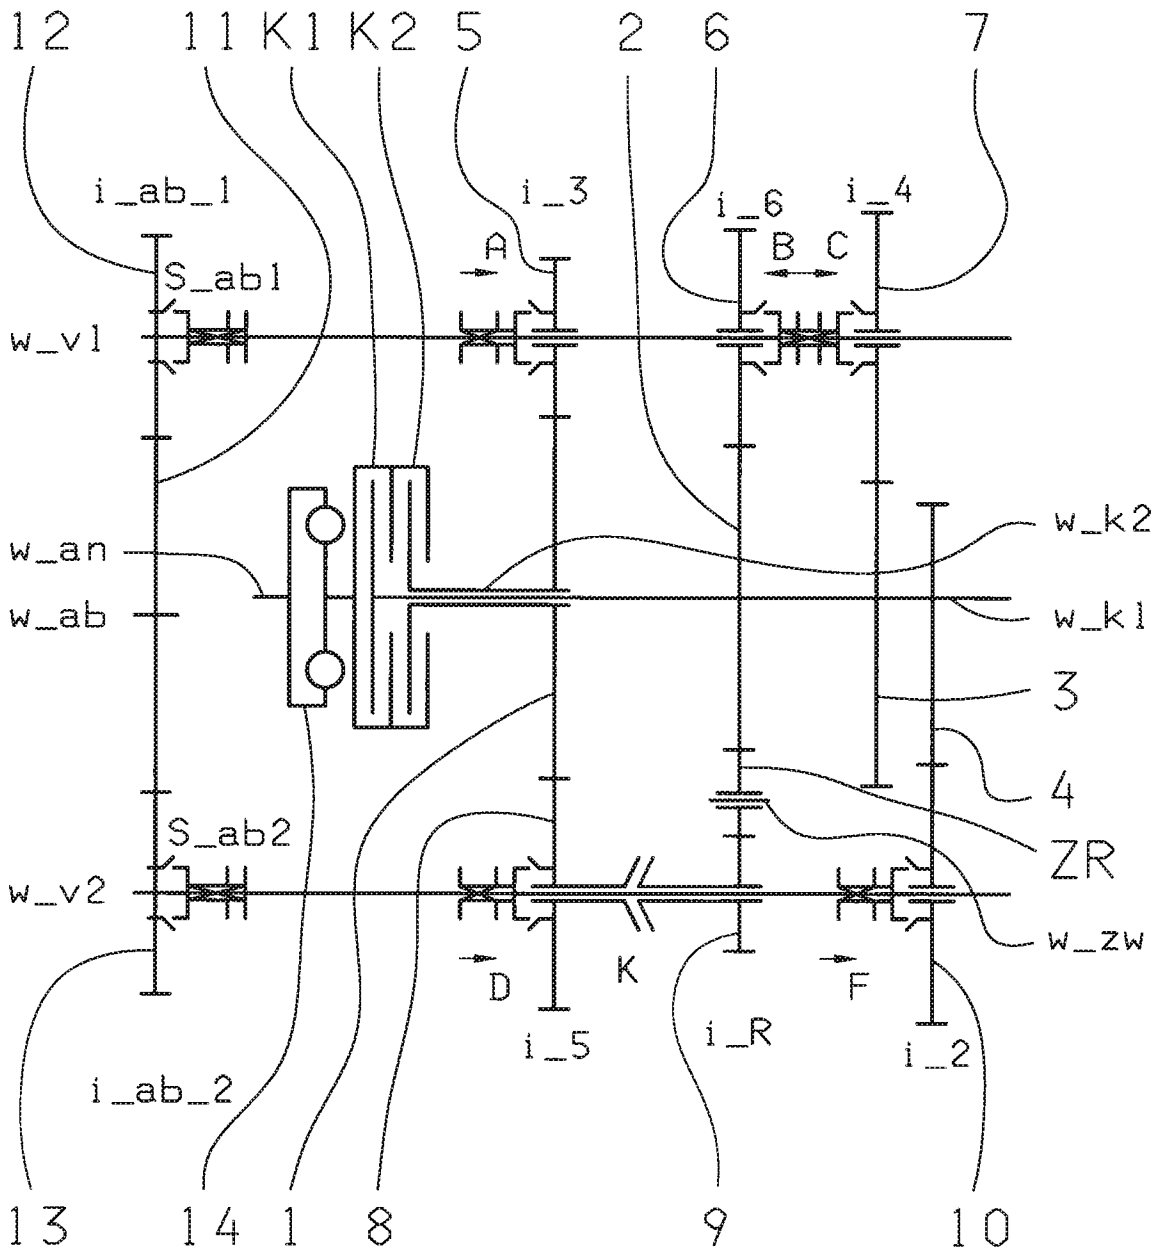 12 11 K1 K2 5 2 6 7
i_ab_1 i_3 i_6 i_4
S_ab1 A B C
w_v1
w_an w_k2
w_ab w_k1
3
4
S_ab2 ZR
w_v2 w_zw
D K F
i_5 i_R i_2
i_ab_2
13 14 1 8 9 10